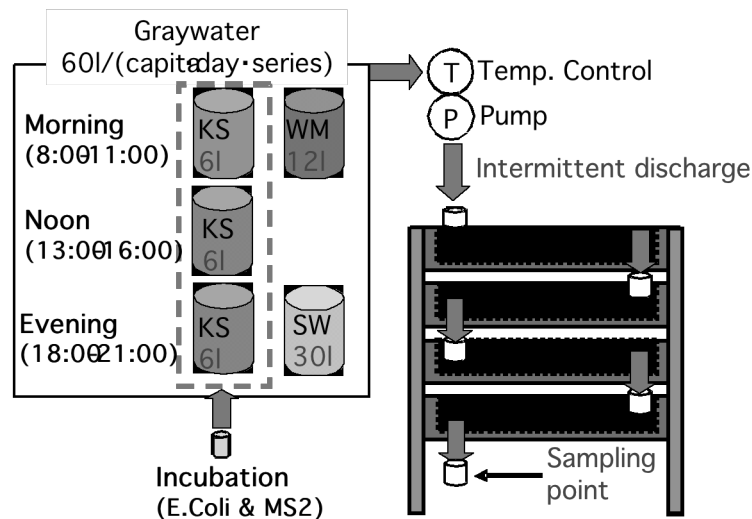 Graywater
60l/(capita·day·series)
Morning
(8:00-11:00)
KS
6l
WM
12l
Noon
(13:00-16:00)
KS
6l
Evening
(18:00-21:00)
KS
6l
SW
30l
Incubation
(E.Coli & MS2)
T
Temp. Control
P
Pump
Intermittent discharge
Sampling
point